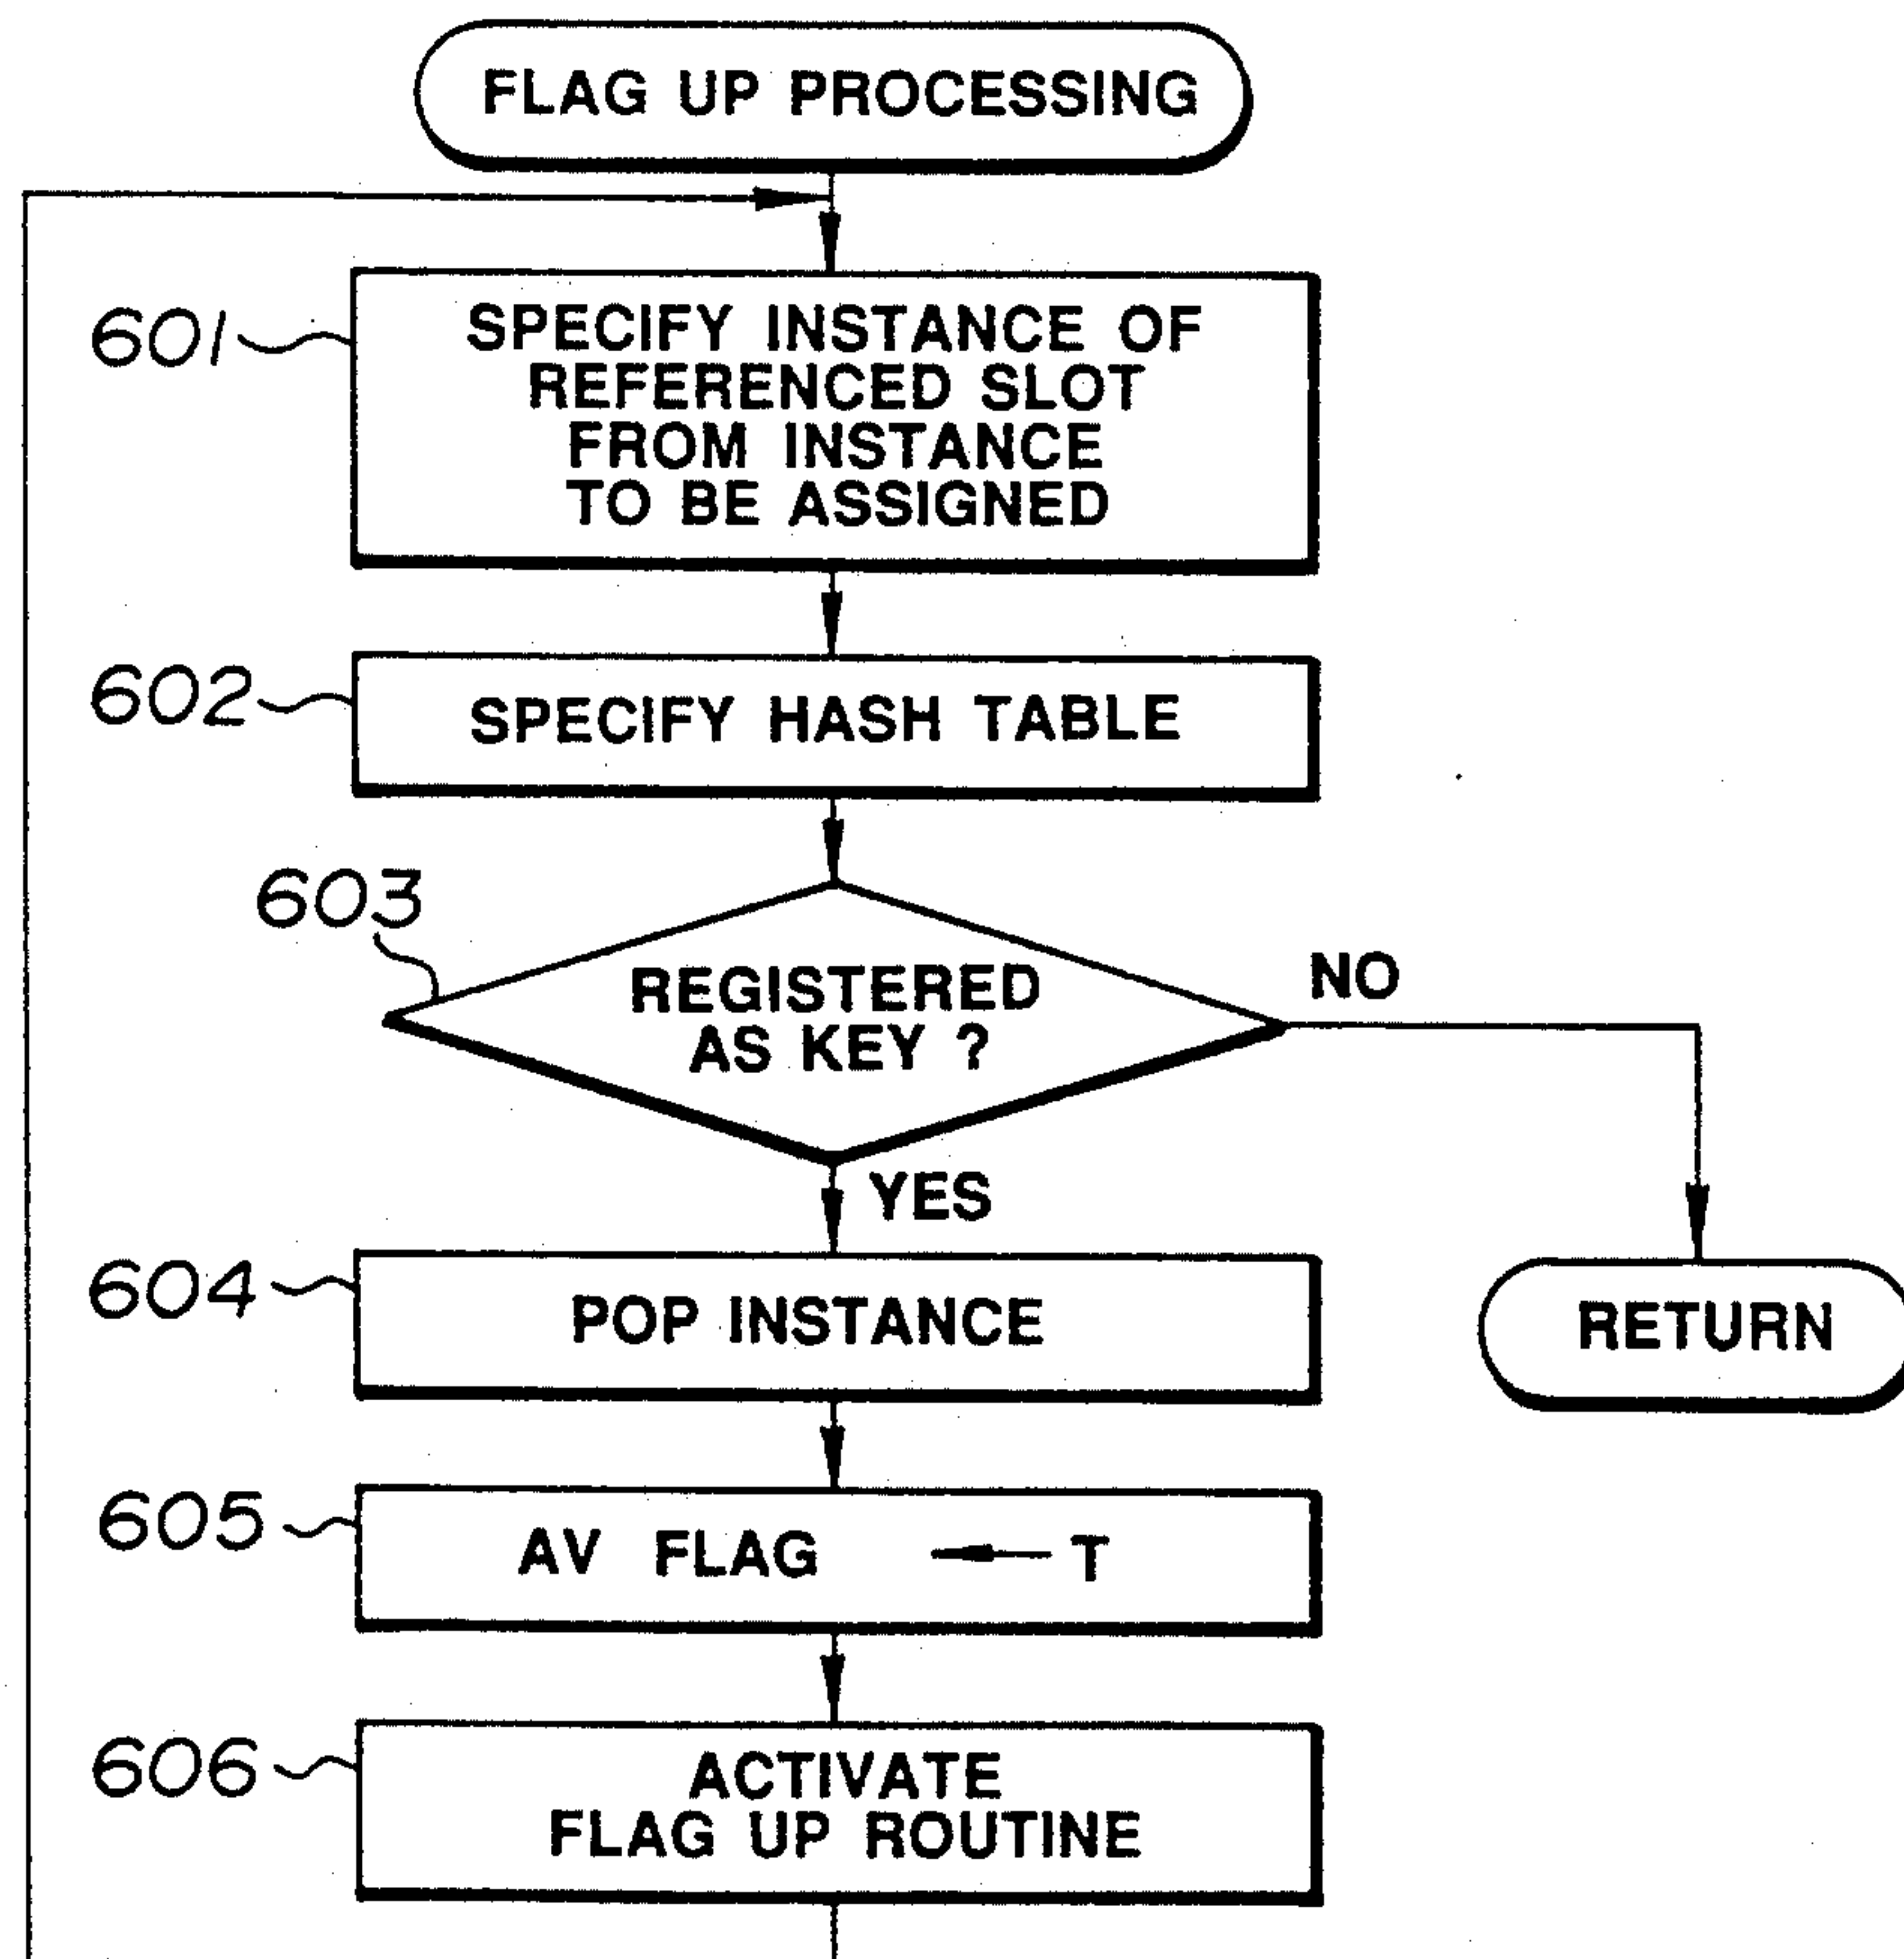 FLAG UP PROCESSING
601
SPECIFY INSTANCE OF
REFERENCED SLOT
FROM INSTANCE
TO BE ASSIGNED
602
SPECIFY HASH TABLE
603
REGISTERED
AS KEY ?
NO
YES
604
POP INSTANCE
RETURN
605
AV FLAG ← T
606
ACTIVATE
FLAG UP ROUTINE